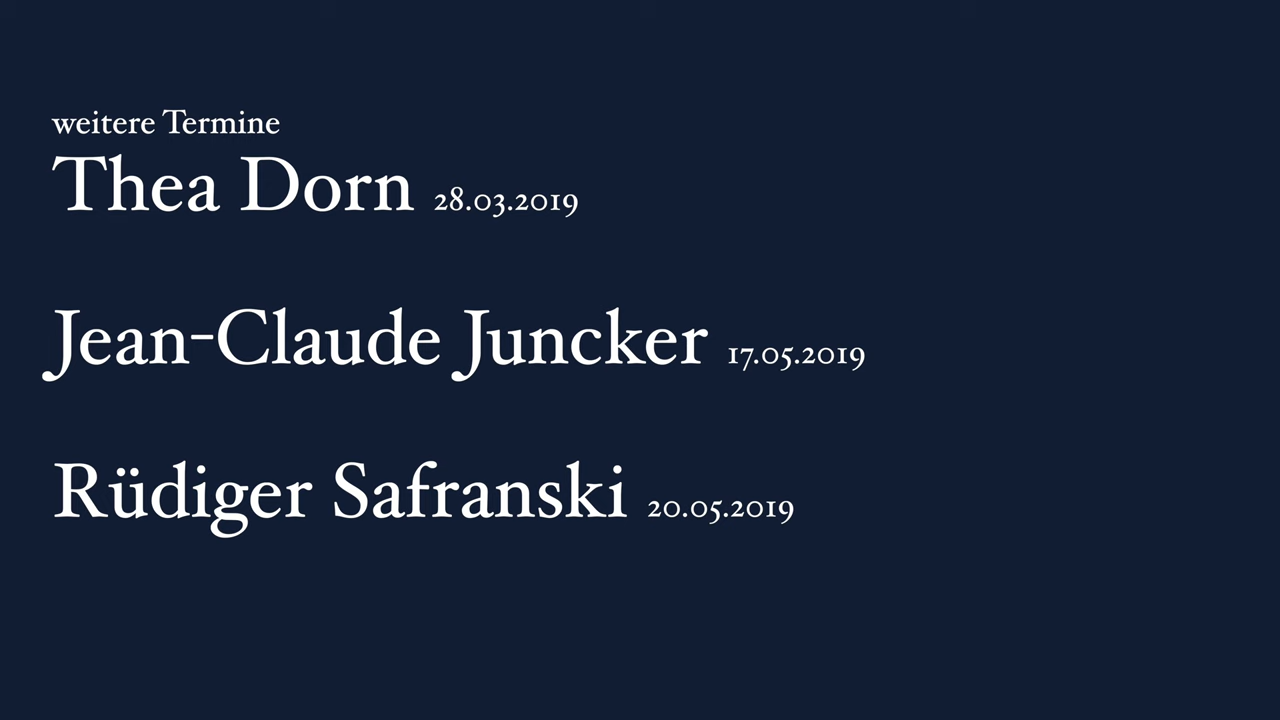 weitere Termine
Thea Dorn 28.03.2019
Jean-Claude Juncker 17.05.2019
Rüdiger Safranski 20.05.2019